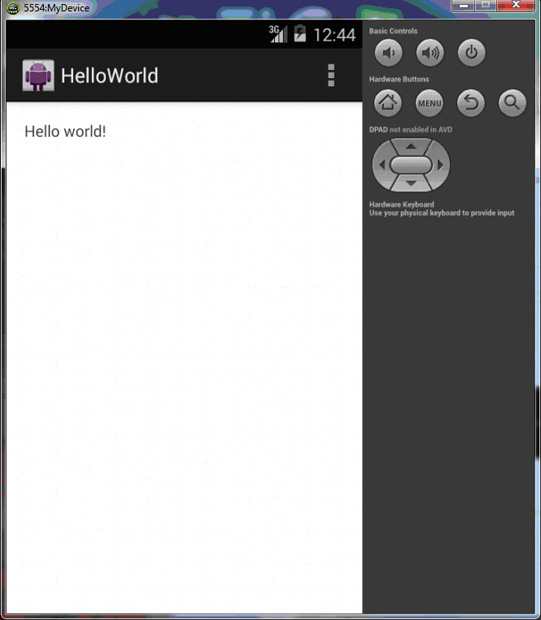 5554:MyDevice
3G
12:44
HelloWorld
Hello world!
Basic Controls
Hardware Buttons
MENU
DPAD not enabled in AVD
Hardware Keyboard
Use your physical keyboard to provide input